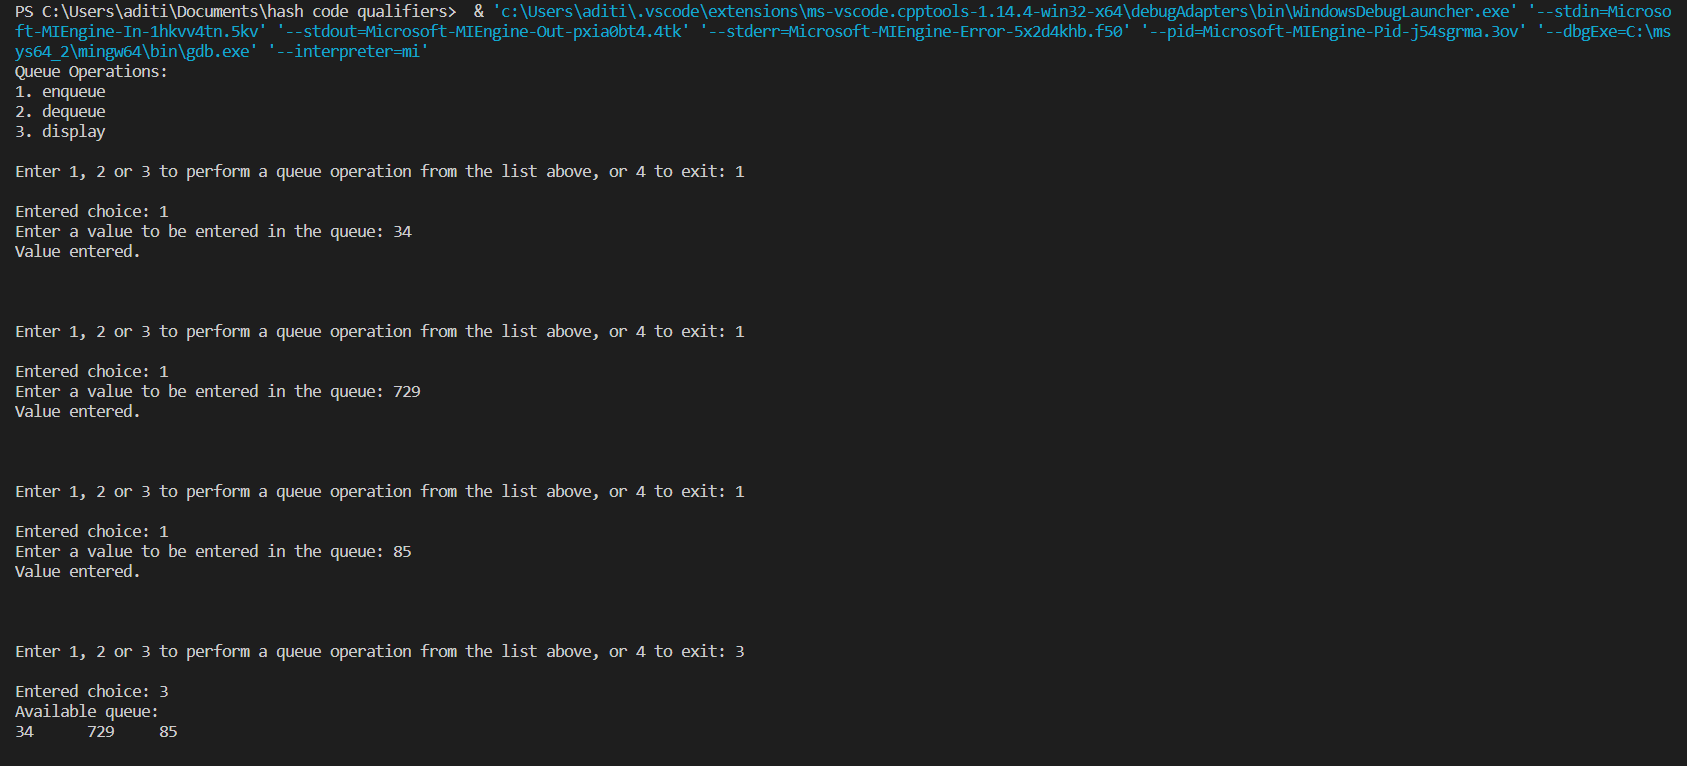 PS C:\Users\aditi\Documents\hash code qualifiers>  & 'c:\Users\aditi\.vscode\extensions\ms-vscode.cpptools-1.14.4-win32-x64\debugAdapters\bin\WindowsDebugLauncher.exe' '--stdin=Microso
ft-MIEngine-In-1hkvv4tn.5kv' '--stdout=Microsoft-MIEngine-Out-pxia0bt4.4tk' '--stderr=Microsoft-MIEngine-Error-5x2d4khb.f50' '--pid=Microsoft-MIEngine-Pid-j54sgrma.3ov' '--dbgExe=C:\ms
ys64_2\mingw64\bin\gdb.exe' '--interpreter=mi'
Queue Operations:
1. enqueue
2. dequeue
3. display
Enter 1, 2 or 3 to perform a queue operation from the list above, or 4 to exit: 1
Entered choice: 1
Enter a value to be entered in the queue: 34
Value entered.
Enter 1, 2 or 3 to perform a queue operation from the list above, or 4 to exit: 1
Entered choice: 1
Enter a value to be entered in the queue: 729
Value entered.
Enter 1, 2 or 3 to perform a queue operation from the list above, or 4 to exit: 1
Entered choice: 1
Enter a value to be entered in the queue: 85
Value entered.
Enter 1, 2 or 3 to perform a queue operation from the list above, or 4 to exit: 3
Entered choice: 3
Available queue:
34      729     85